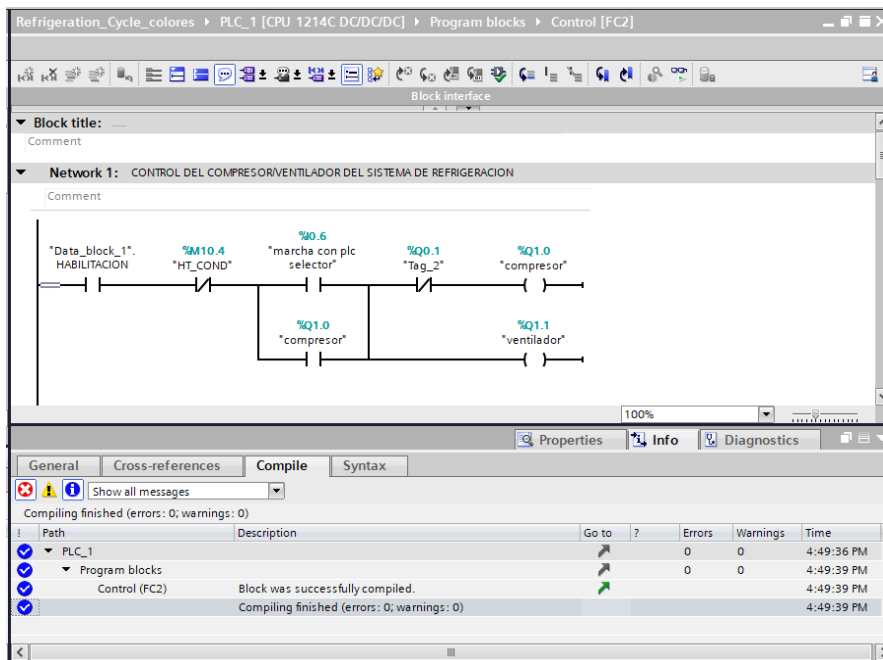 Refrigeration_Cycle_colores ▸ PLC_1 [CPU 1214C DC/DC/DC] ▸ Program blocks ▸ Control [FC2]
Block interface
Block title: .....
Comment
Network 1: CONTROL DEL COMPRESOR/VENTILADOR DEL SISTEMA DE REFRIGERACION
Comment
%I0.6
"Data_block_1". %M10.4 "marcha con plc %Q0.1 %Q1.0
HABILITACION "HT_COND" selector" "Tag_2" "compresor"
%Q1.0 %Q1.1
"compresor" "ventilador"
100%
Properties Info Diagnostics
General Cross-references Compile Syntax
Show all messages
Compiling finished (errors: 0; warnings: 0)
! Path Description Go to ? Errors Warnings Time
PLC_1 0 0 4:49:36 PM
Program blocks 0 0 4:49:39 PM
Control (FC2) Block was successfully compiled. 4:49:39 PM
Compiling finished (errors: 0; warnings: 0) 4:49:39 PM